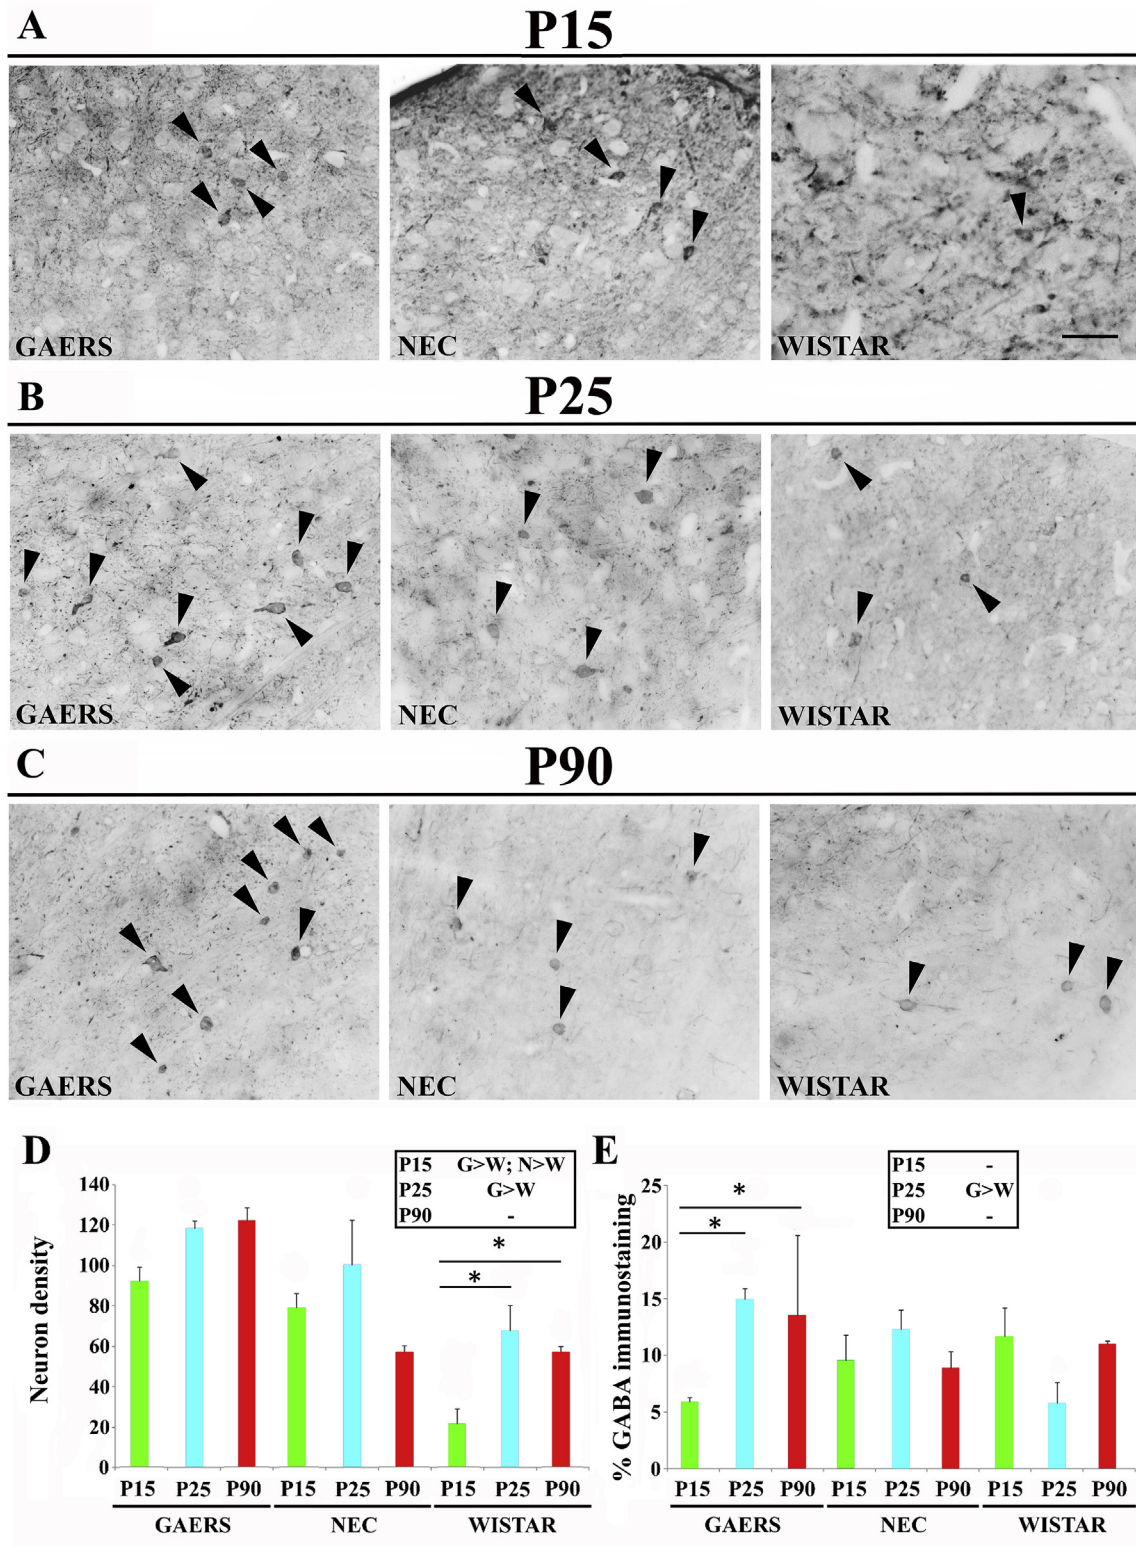 A P15
GAERS NEC WISTAR
B P25
GAERS NEC WISTAR
C P90
GAERS NEC WISTAR
D
P15 G>W; N>W
P25 G>W
P90 -
Neuron density
140
120
100
80
60
40
20
0
* *
P15 P25 P90 P15 P25 P90 P15 P25 P90
GAERS NEC WISTAR
E
P15 -
P25 G>W
P90 -
% GABA immunostaining
25
20
15
10
5
0
* *
P15 P25 P90 P15 P25 P90 P15 P25 P90
GAERS NEC WISTAR